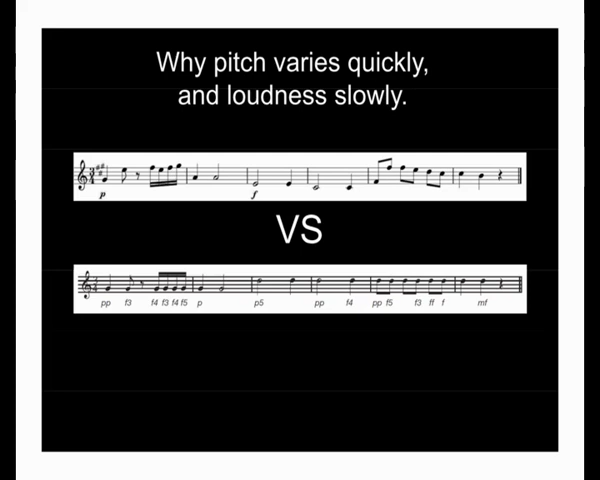 Why pitch varies quickly,
and loudness slowly.
p f
VS
pp f3 f4 f3 f4 f5 p p5 pp f4 pp f5 f3 ff f mf